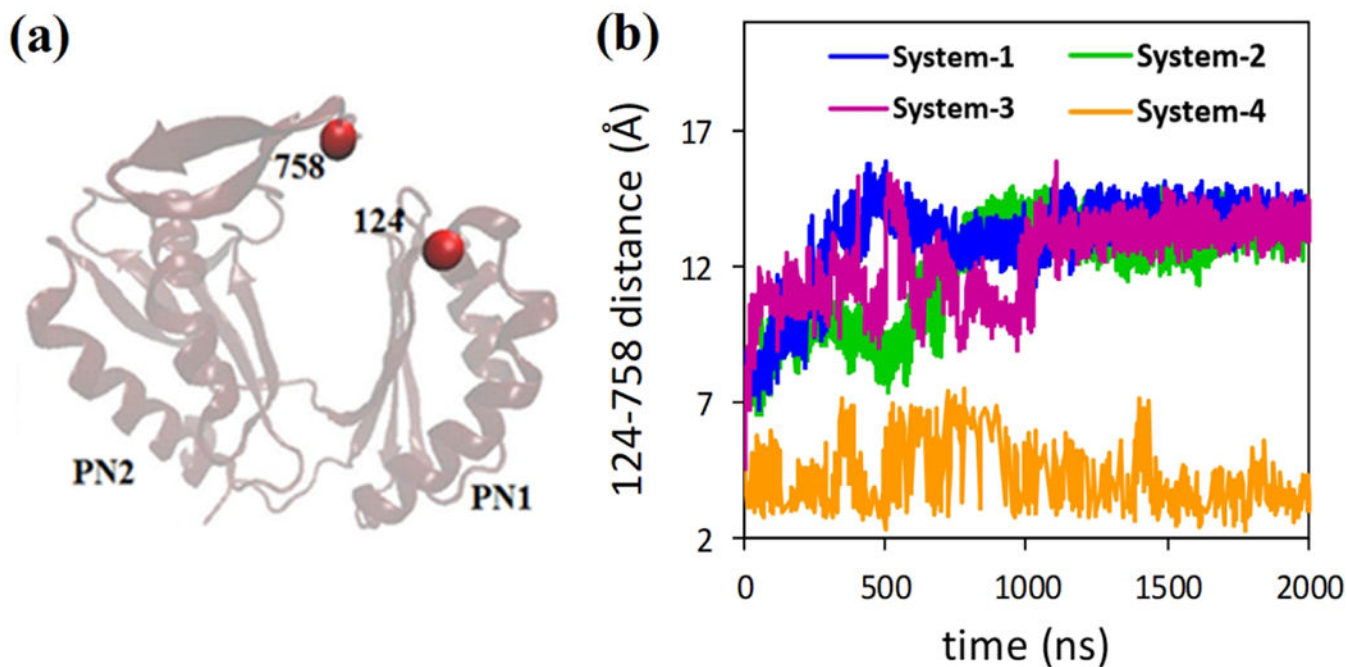 (a)
758
124
PN2
PN1
(b)
System-1 System-2
System-3 System-4
124-758 distance (Å)
17
12
7
2
0 500 1000 1500 2000
time (ns)